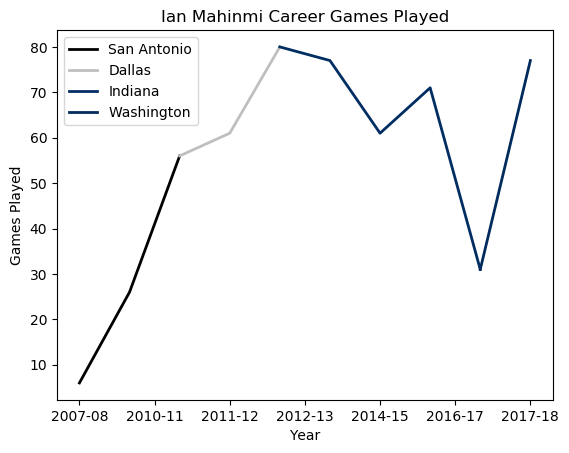 Ian Mahinmi Career Games Played
San Antonio
Dallas
Indiana
Washington
Games Played
80
70
60
50
40
30
20
10
2007-08 2010-11 2011-12 2012-13 2014-15 2016-17 2017-18
Year